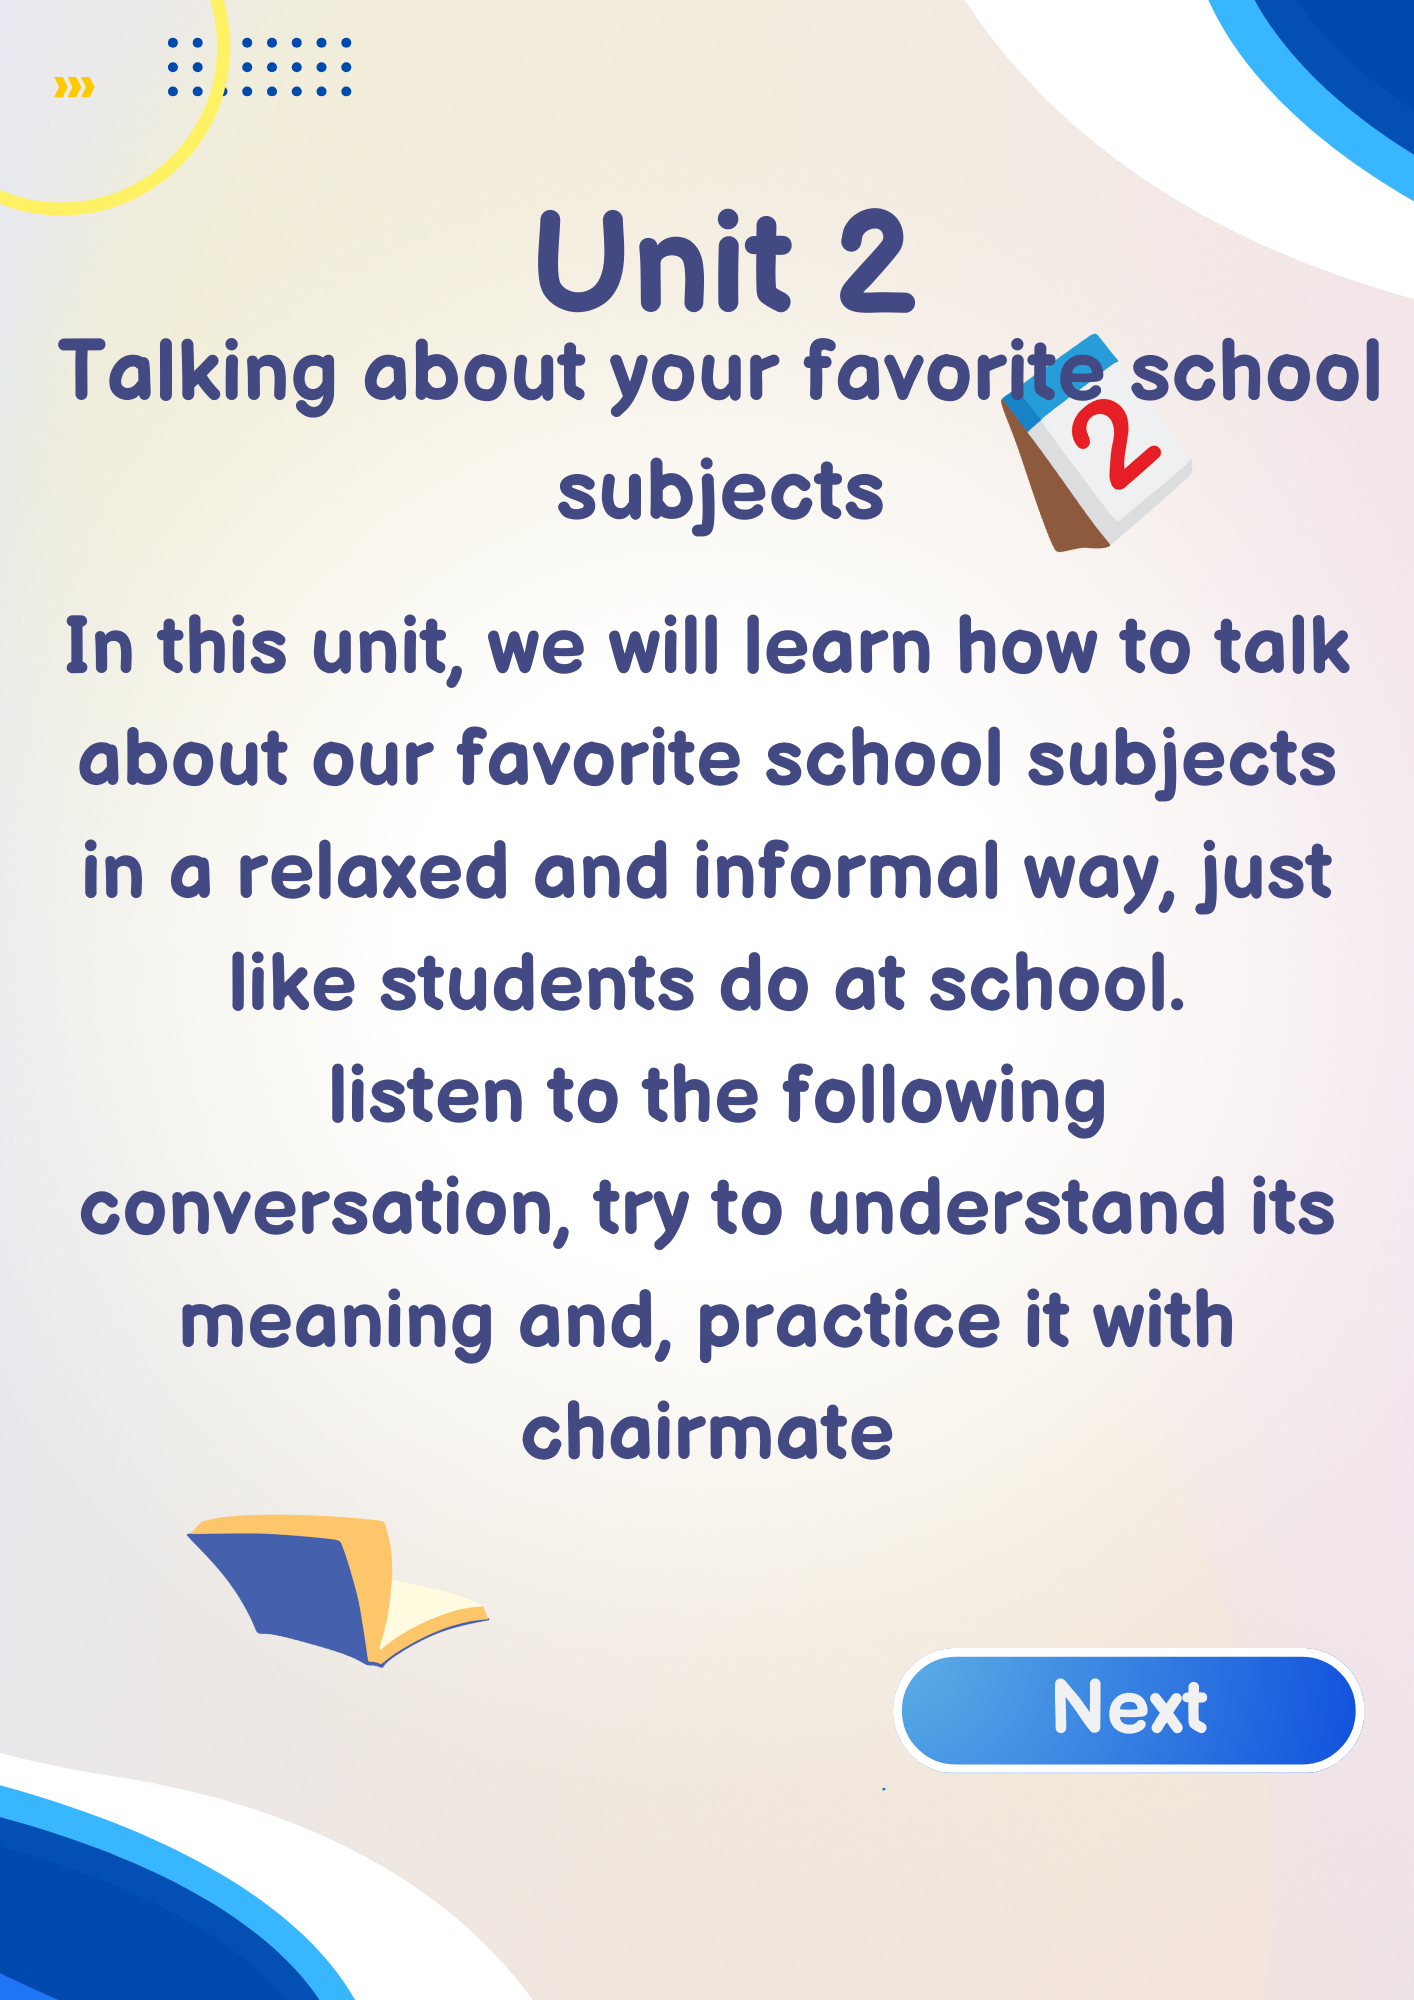 Unit 2
Talking about your favorite school
subjects
2
In this unit, we will learn how to talk
about our favorite school subjects
in a relaxed and informal way, just
like students do at school.
listen to the following
conversation, try to understand its
meaning and, practice it with
chairmate
Next